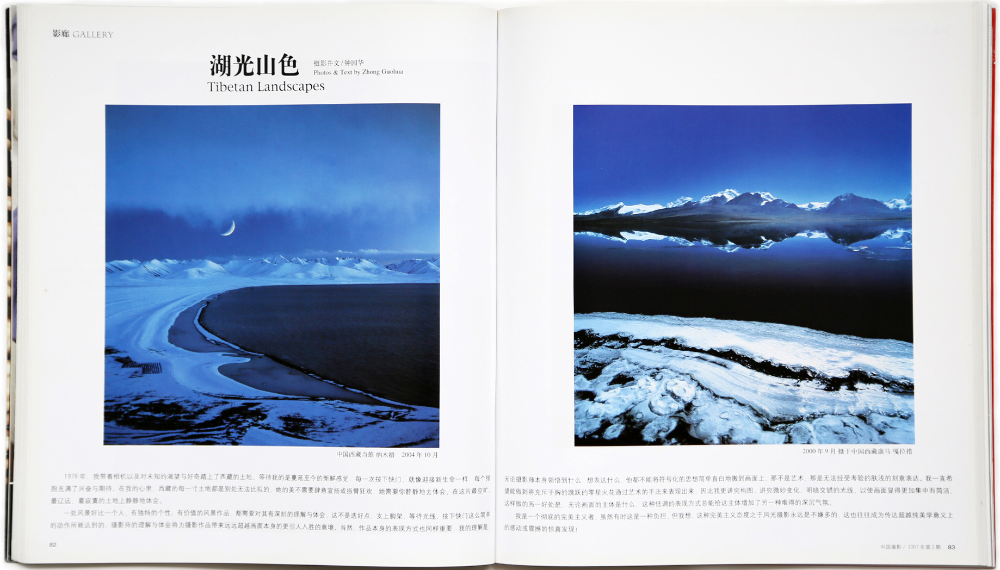 影廊 GALLERY
湖光山色
摄影并文/钟国华
Photos & Text by Zhong Guohua
Tibetan Landscapes
中国西藏当雄 纳木措 2004年10月
1978年，我带着相机以及对未知的渴望与好奇踏上了西藏的土地，等待我的是蔓延至今的新鲜感觉，每一次按下快门，就像迎接新生命一样，每个细
胞充满了兴奋与期待。在我的心里，西藏的每一寸土地都是别处无法比拟的，她的美不需要肆意宣扬或振臂狂欢，她需要你静静地去体会，在这片最空旷、
最辽远，最寂寞的土地上静静地体会。
一处风景好比一个人，有独特的个性；有价值的风景作品，都需要对其有深刻的理解与体会，这不是选好点，支上脚架，等待光线，按下快门这么简单
的动作所能达到的，摄影师的理解与体会将为摄影作品带来远远超越画面本身的更引人入胜的意境。当然，作品本身的表现方式也同样重要，我的理解是，
82
2000年9月 摄于中国西藏康马 嘎拉措
无论摄影师本身领悟到什么，想表达什么，他都不能将符号化的思想简单直白地搬到画面上，那不是艺术，那是无法经受考验的肤浅的刻意表达。我一直希
望能做到将充斥于胸的跳跃的零星火花通过艺术的手法来表现出来，因此我更讲究构图，讲究微妙变化，明暗交错的光线，以使画面显得更加集中而简洁，
这样做的另一好处是，无论画面的主体是什么，这种低调的表现方式总能给这主体增加了另一种难得的深沉气氛。
我是一个彻底的完美主义者，虽然有时这是一种负担，但我想，这种完美主义态度之于风光摄影永远是不嫌多的，这也往往成为传达超越纯美学意义上
的感动或震撼的惊喜发现！
中国摄影／2007年第3期 83